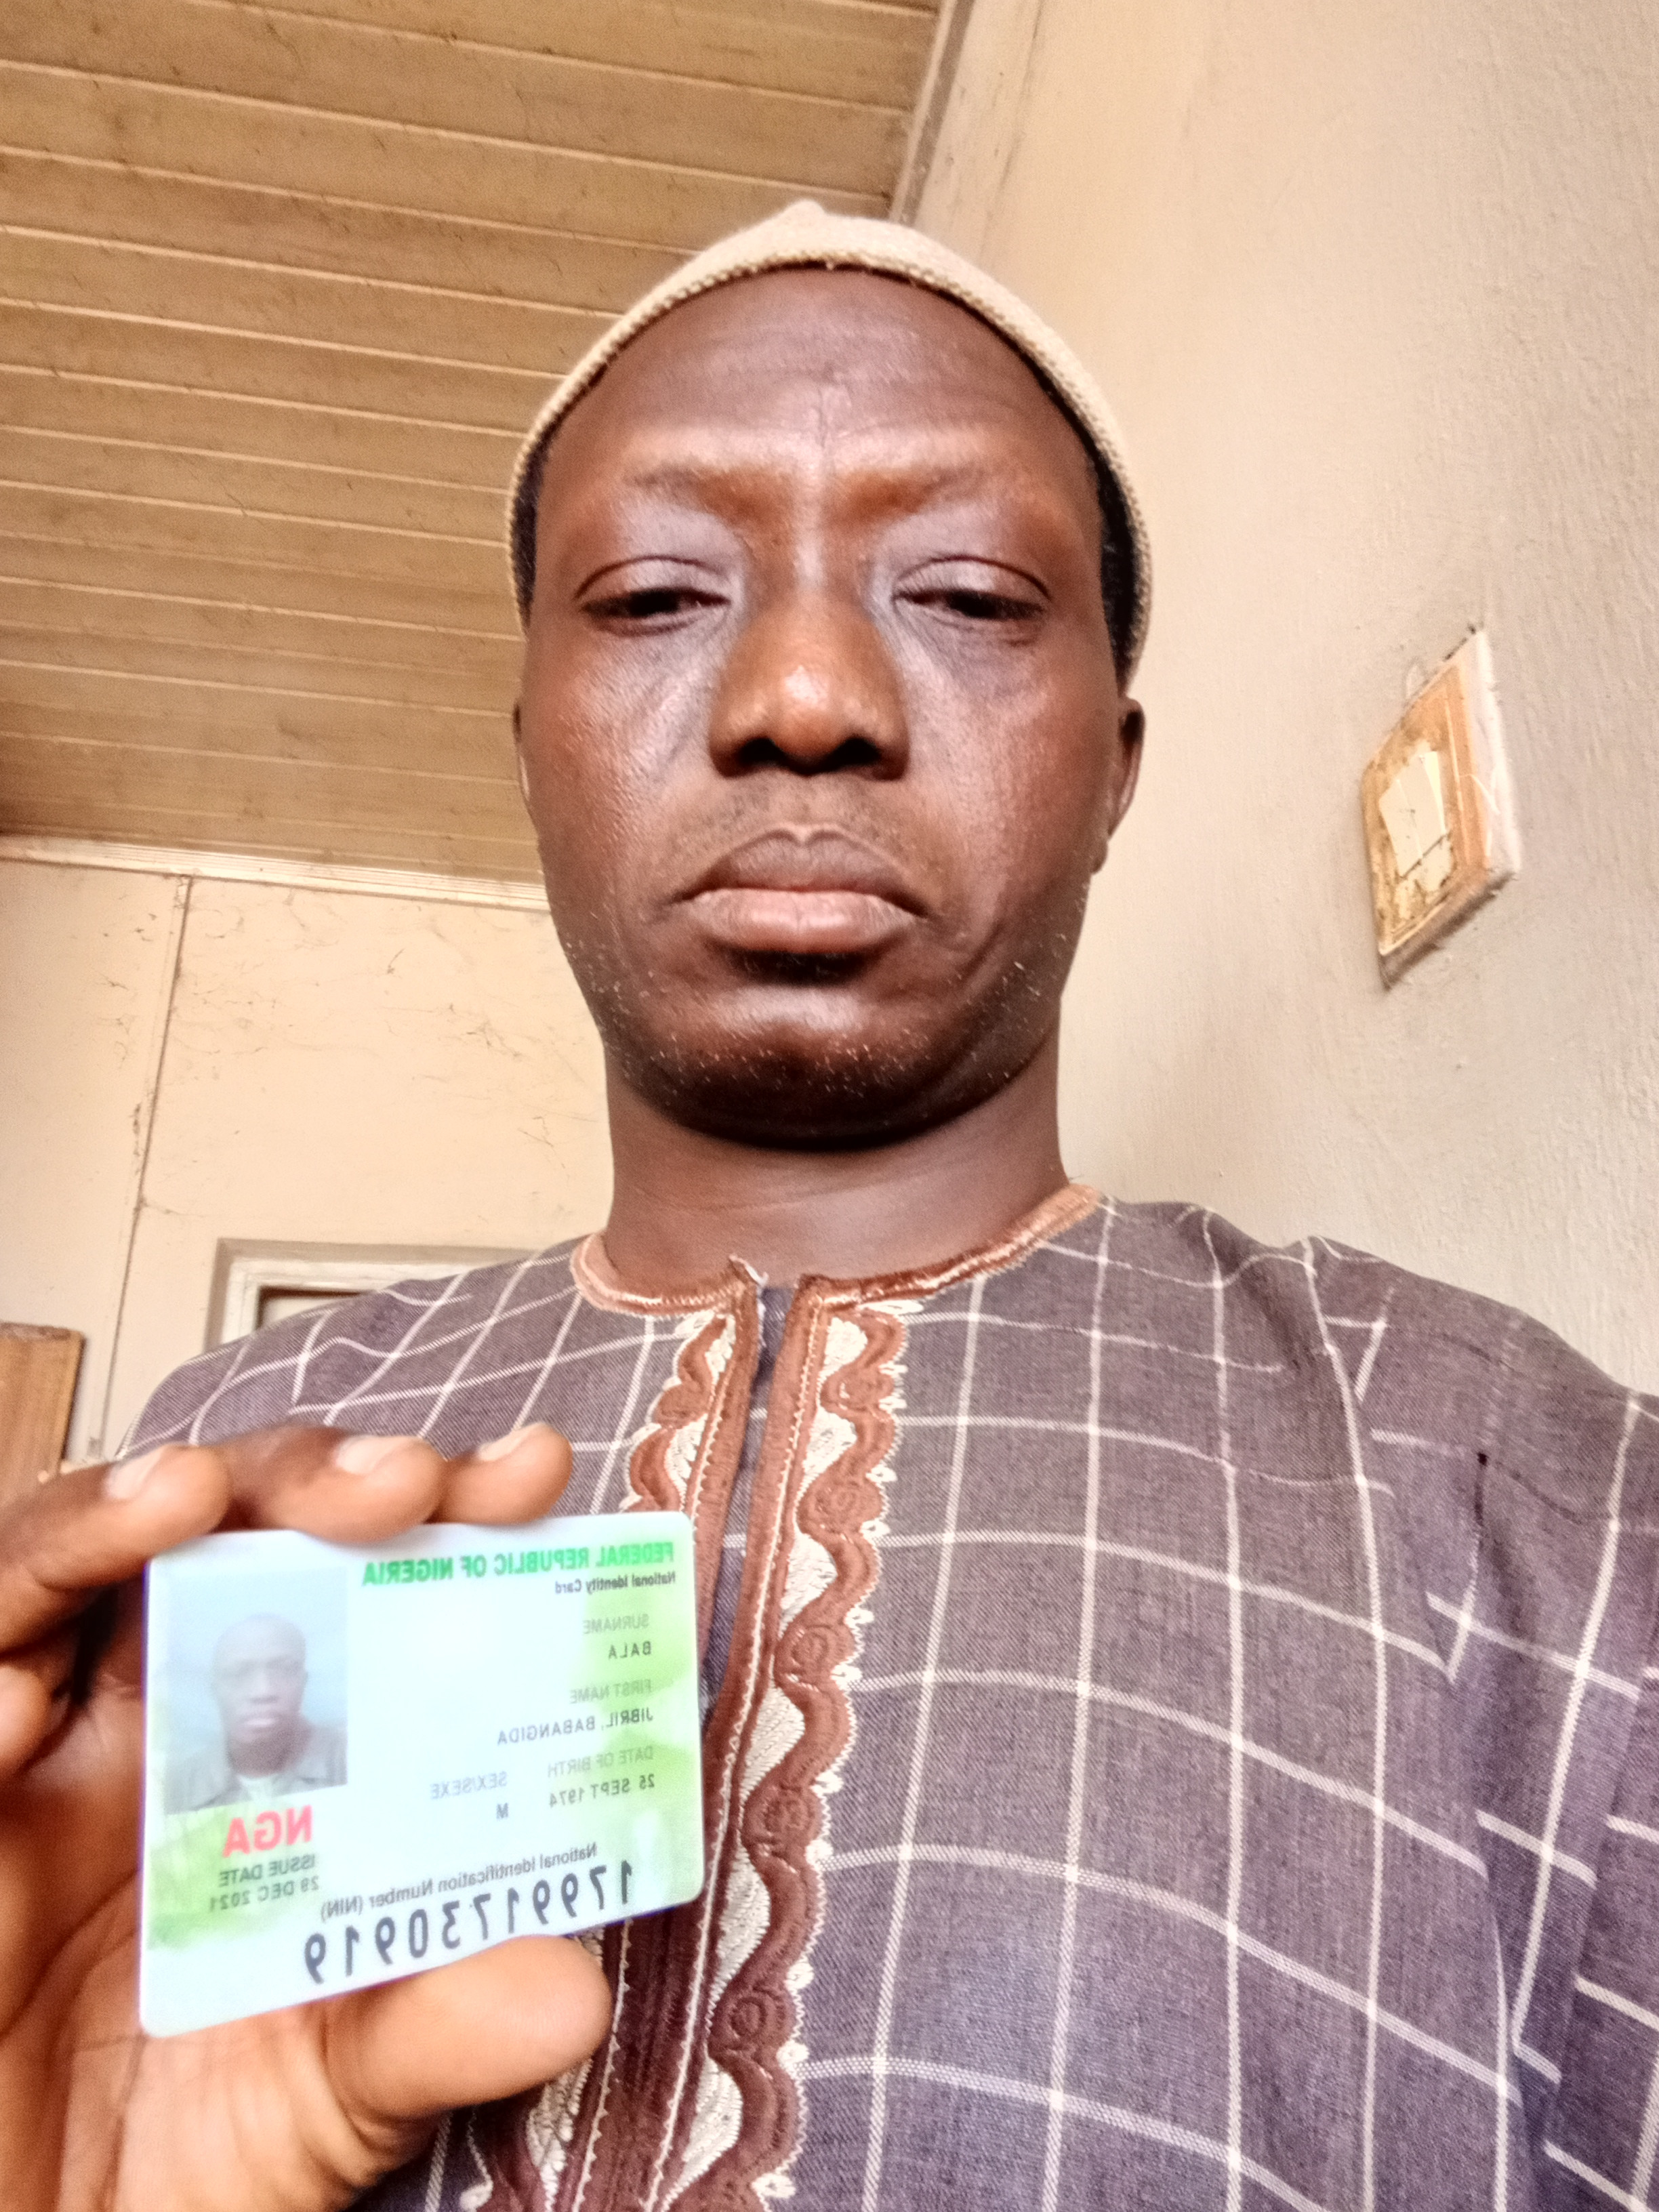 FEDERAL REPUBLIC OF NIGERIA
National Identity Card
SURNAME
BALA
FIRST NAME
JIBRIL, BABANGIDA
DATE OF BIRTH SEX/SEXE
25 SEPT 1974 M
NGA
ISSUE DATE
29 DEC 2021
National Identification Number (NIN)
17991730919